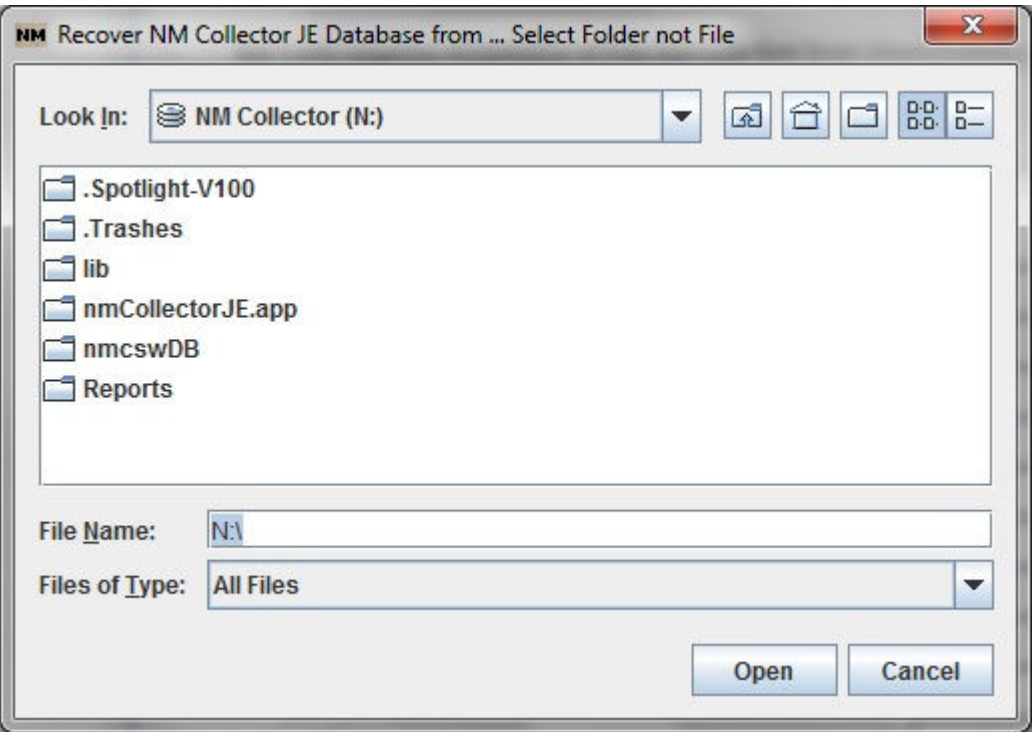 NM Recover NM Collector JE Database from ... Select Folder not File
Look In: NM Collector (N:)
.Spotlight-V100
.Trashes
lib
nmCollectorJE.app
nmcswDB
Reports
File Name: N:\
Files of Type: All Files
Open Cancel